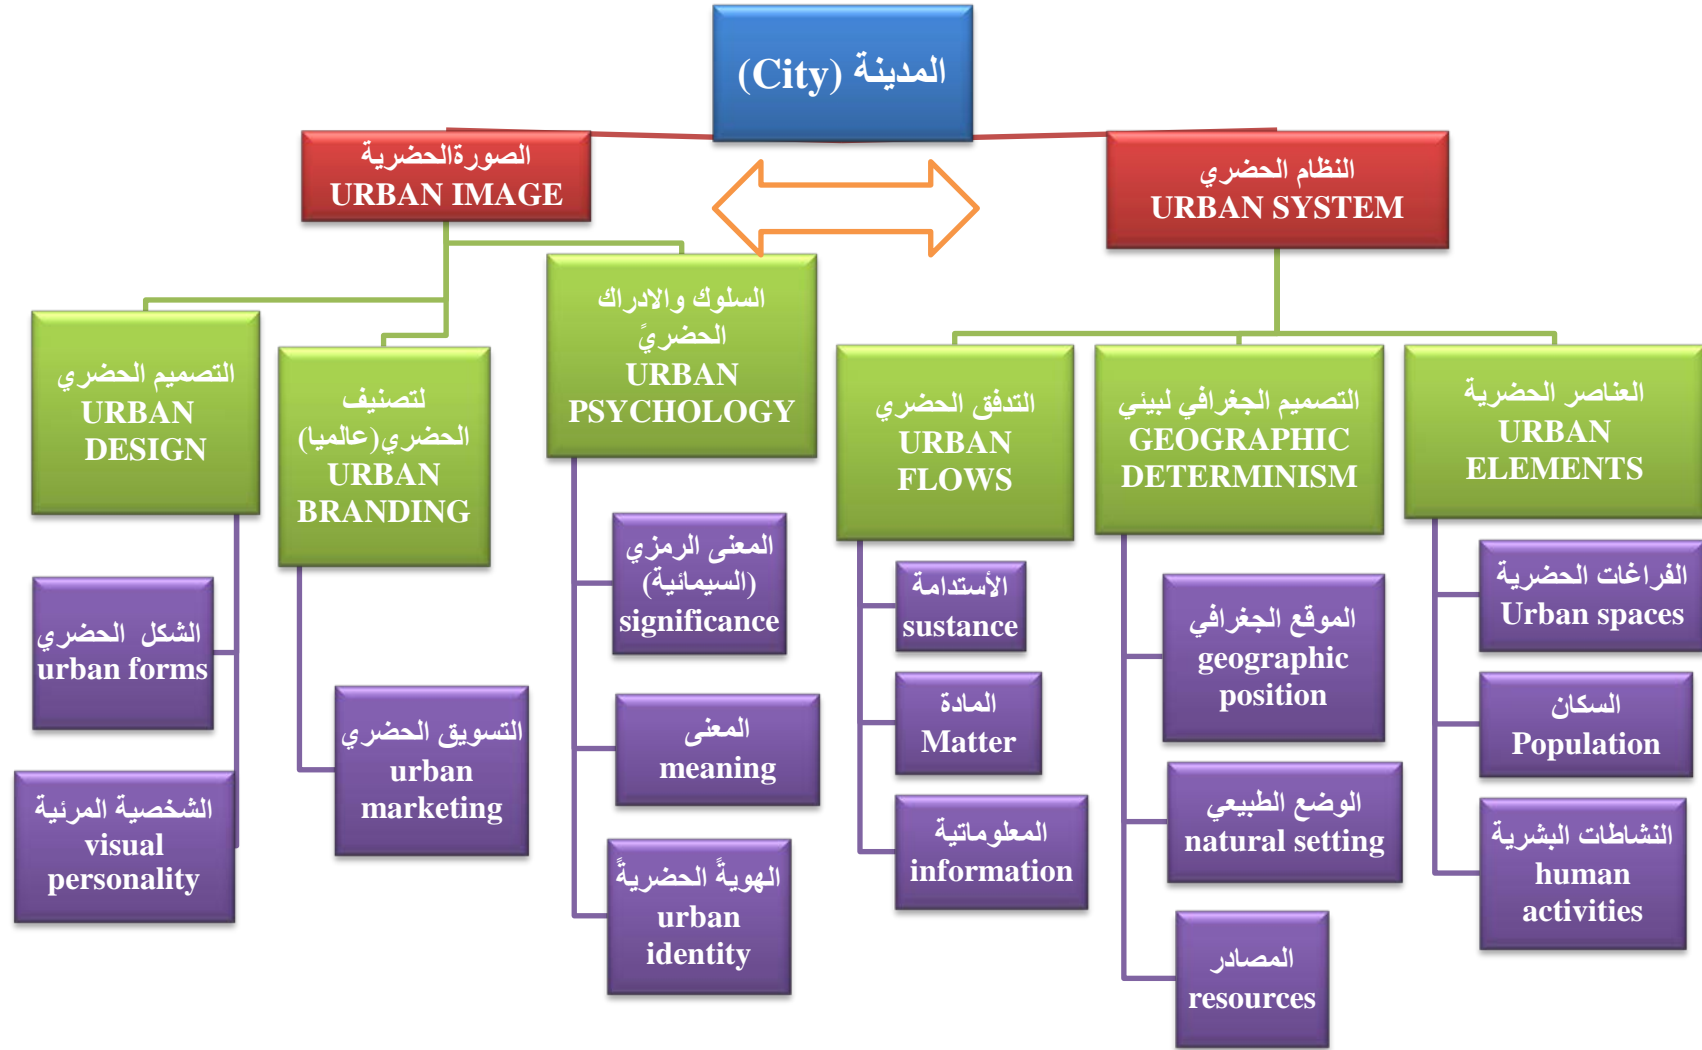 المدينة (City)
الصورةالحضرية
URBAN IMAGE
النظام الحضري
URBAN SYSTEM
التصميم الحضري
URBAN
DESIGN
لتصنيف
الحضري(عالميا)
URBAN
BRANDING
السلوك والادراك
الحضريً
URBAN
PSYCHOLOGY
التدفق الحضري
URBAN
FLOWS
التصميم الجغرافي لبيئي
GEOGRAPHIC
DETERMINISM
العناصر الحضرية
URBAN
ELEMENTS
الشكل الحضري
urban forms
الشخصية المرئية
visual
personality
التسويق الحضري
urban
marketing
المعنى الرمزي
(السيمائية)
significance
المعنى
meaning
الهويةً الحضريةً
urban
identity
الأستدامة
sustance
المادة
Matter
المعلوماتية
information
الموقع الجغرافي
geographic
position
الوضع الطبيعي
natural setting
المصادر
resources
الفراغات الحضرية
Urban spaces
السكان
Population
النشاطات البشرية
human
activities